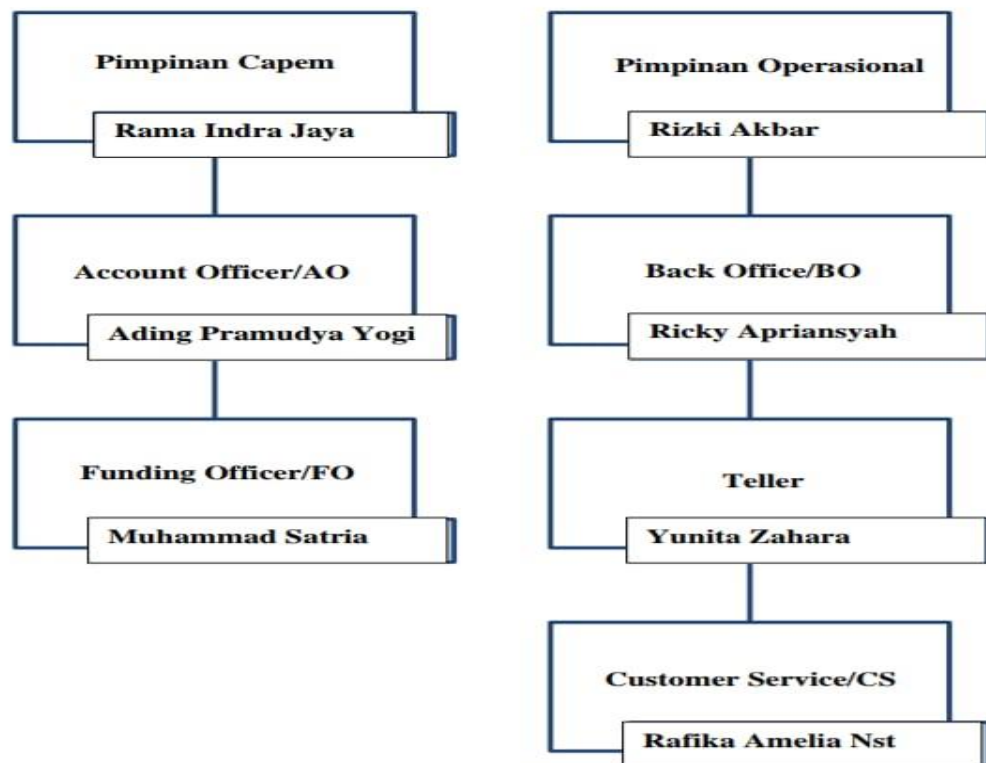 Pimpinan Capem
Rama Indra Jaya
Account Officer/AO
Ading Pramudya Yogi
Funding Officer/FO
Muhammad Satria
Pimpinan Operasional
Rizki Akbar
Back Office/BO
Ricky Apriansyah
Teller
Yunita Zahara
Customer Service/CS
Rafika Amelia Nst